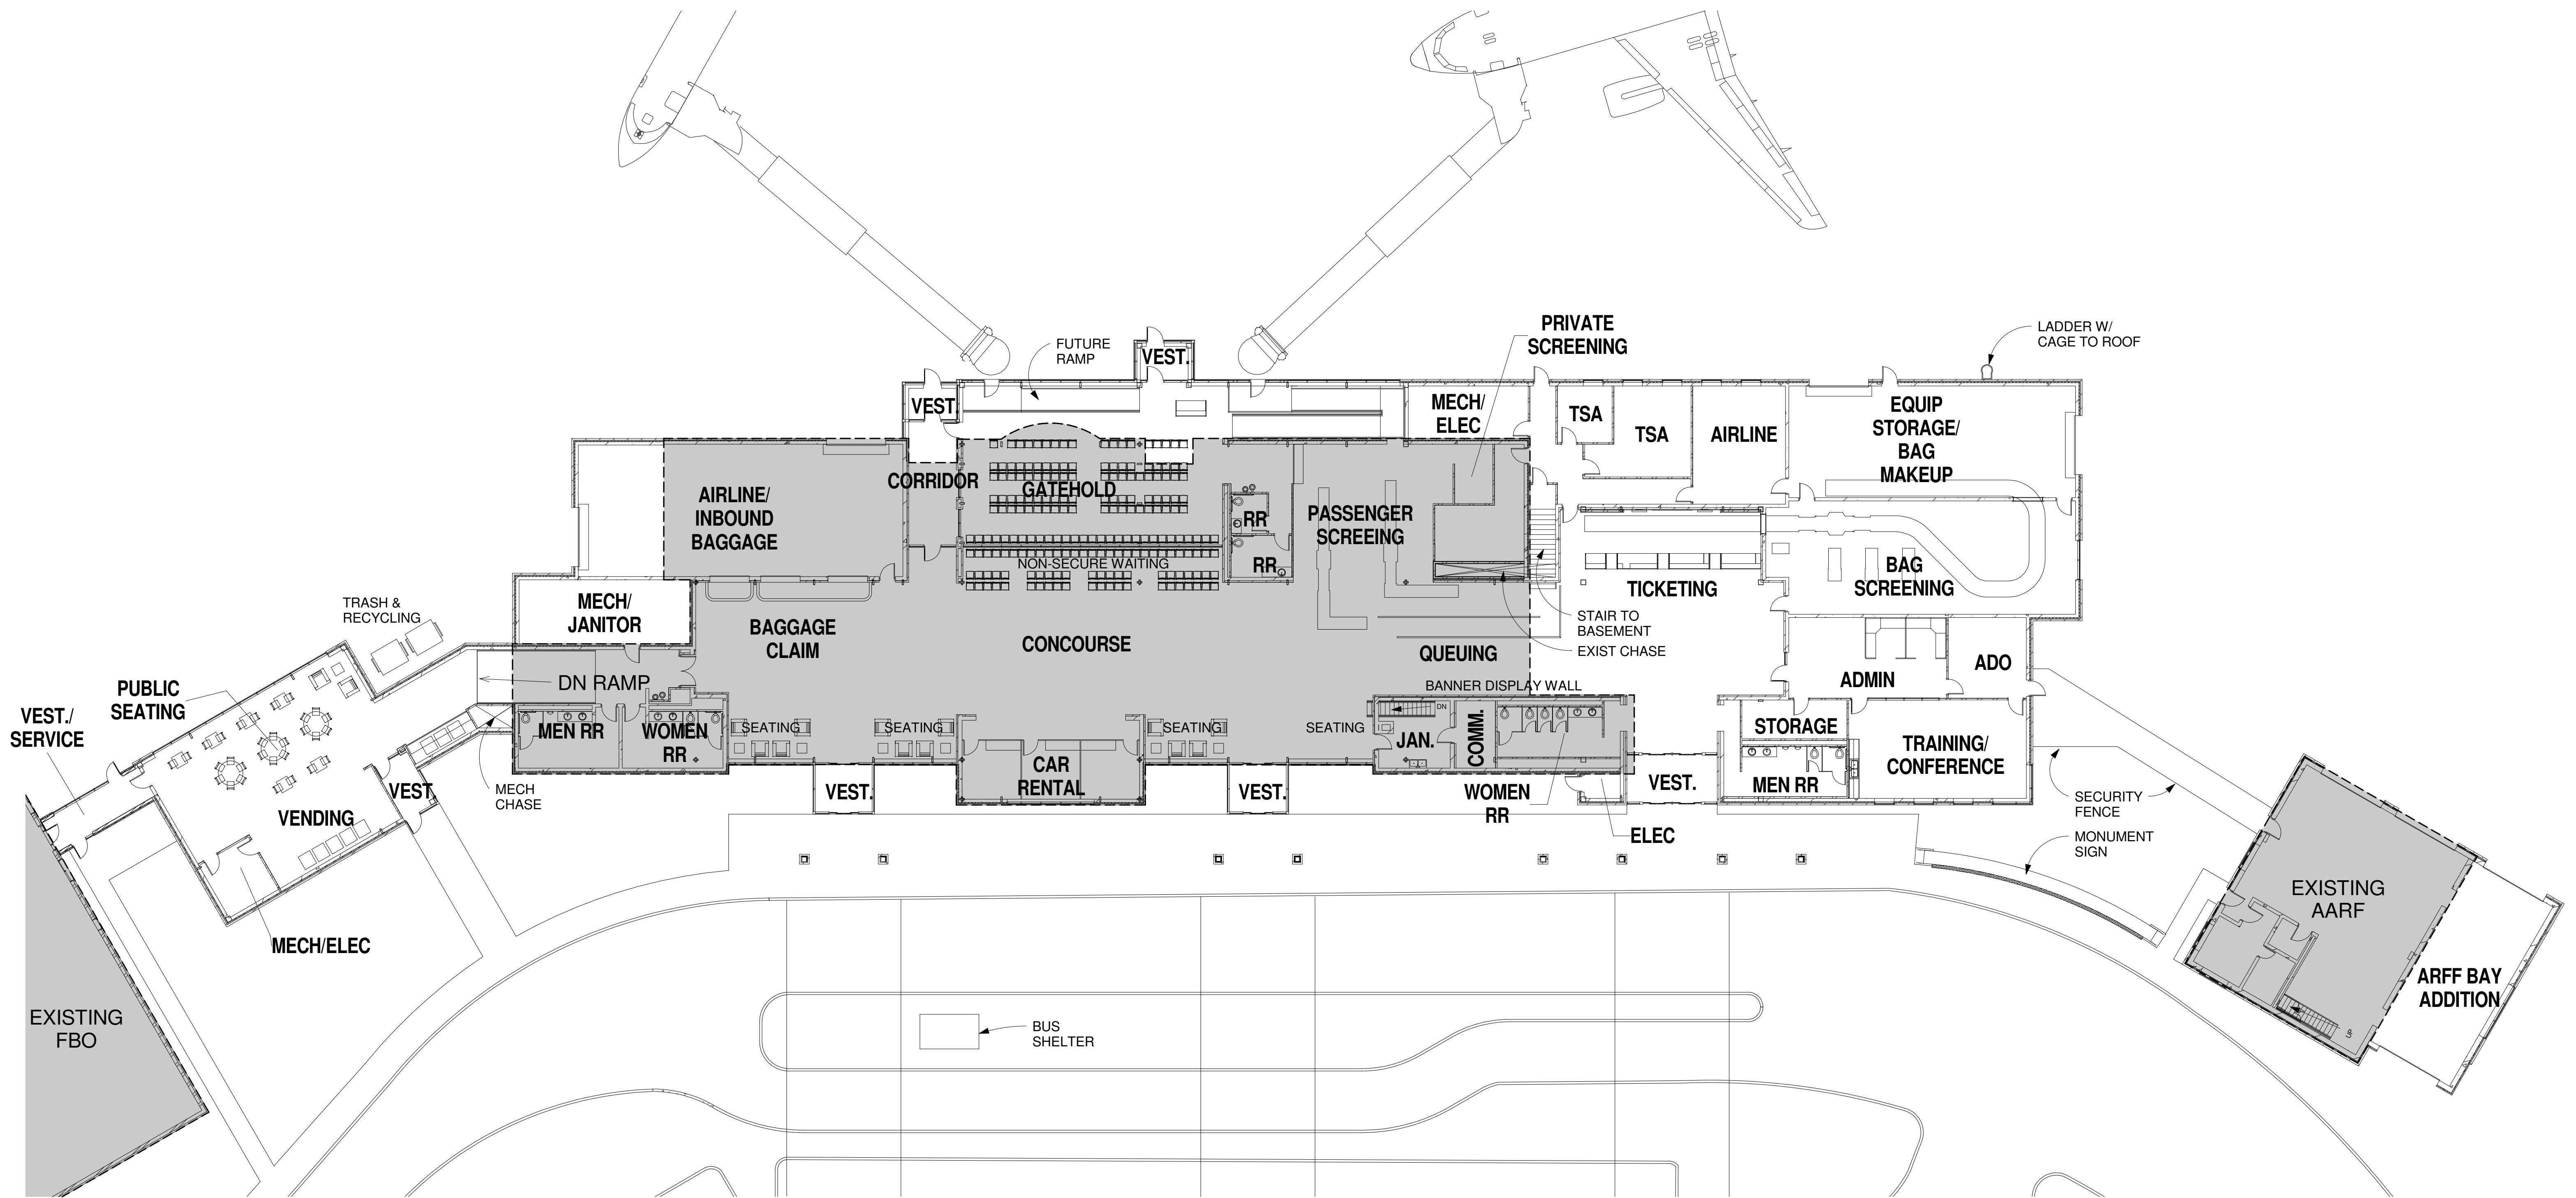 PRIVATE
SCREENING
LADDER W/
CAGE TO ROOF
FUTURE
RAMP
VEST.
VEST.
MECH/
ELEC
TSA
TSA
AIRLINE
EQUIP
STORAGE/
BAG
MAKEUP
AIRLINE/
INBOUND
BAGGAGE
CORRIDOR
GATEHOLD
RR
RR
PASSENGER
SCREEING
NON-SECURE WAITING
TICKETING
BAG
SCREENING
MECH/
JANITOR
TRASH &
RECYCLING
BAGGAGE
CLAIM
CONCOURSE
QUEUING
STAIR TO
BASEMENT
EXIST CHASE
BANNER DISPLAY WALL
ADMIN
ADO
DN RAMP
PUBLIC
SEATING
VEST./
SERVICE
MEN RR
WOMEN
RR
SEATING
SEATING
SEATING
SEATING
DN
JAN.
COMM.
STORAGE
TRAINING/
CONFERENCE
MEN RR
CAR
RENTAL
VEST.
VEST.
VEST.
VEST
WOMEN
RR
ELEC
MECH
CHASE
VENDING
MECH/ELEC
SECURITY
FENCE
MONUMENT
SIGN
EXISTING
AARF
ARFF BAY
ADDITION
UP
EXISTING
FBO
BUS
SHELTER